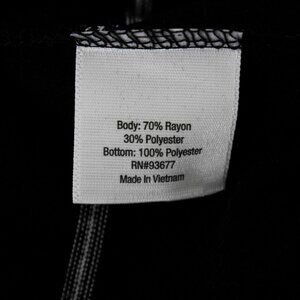 Body: 70% Rayon
30% Polyester
Bottom: 100% Polyester
RN#93677
Made In Vietnam